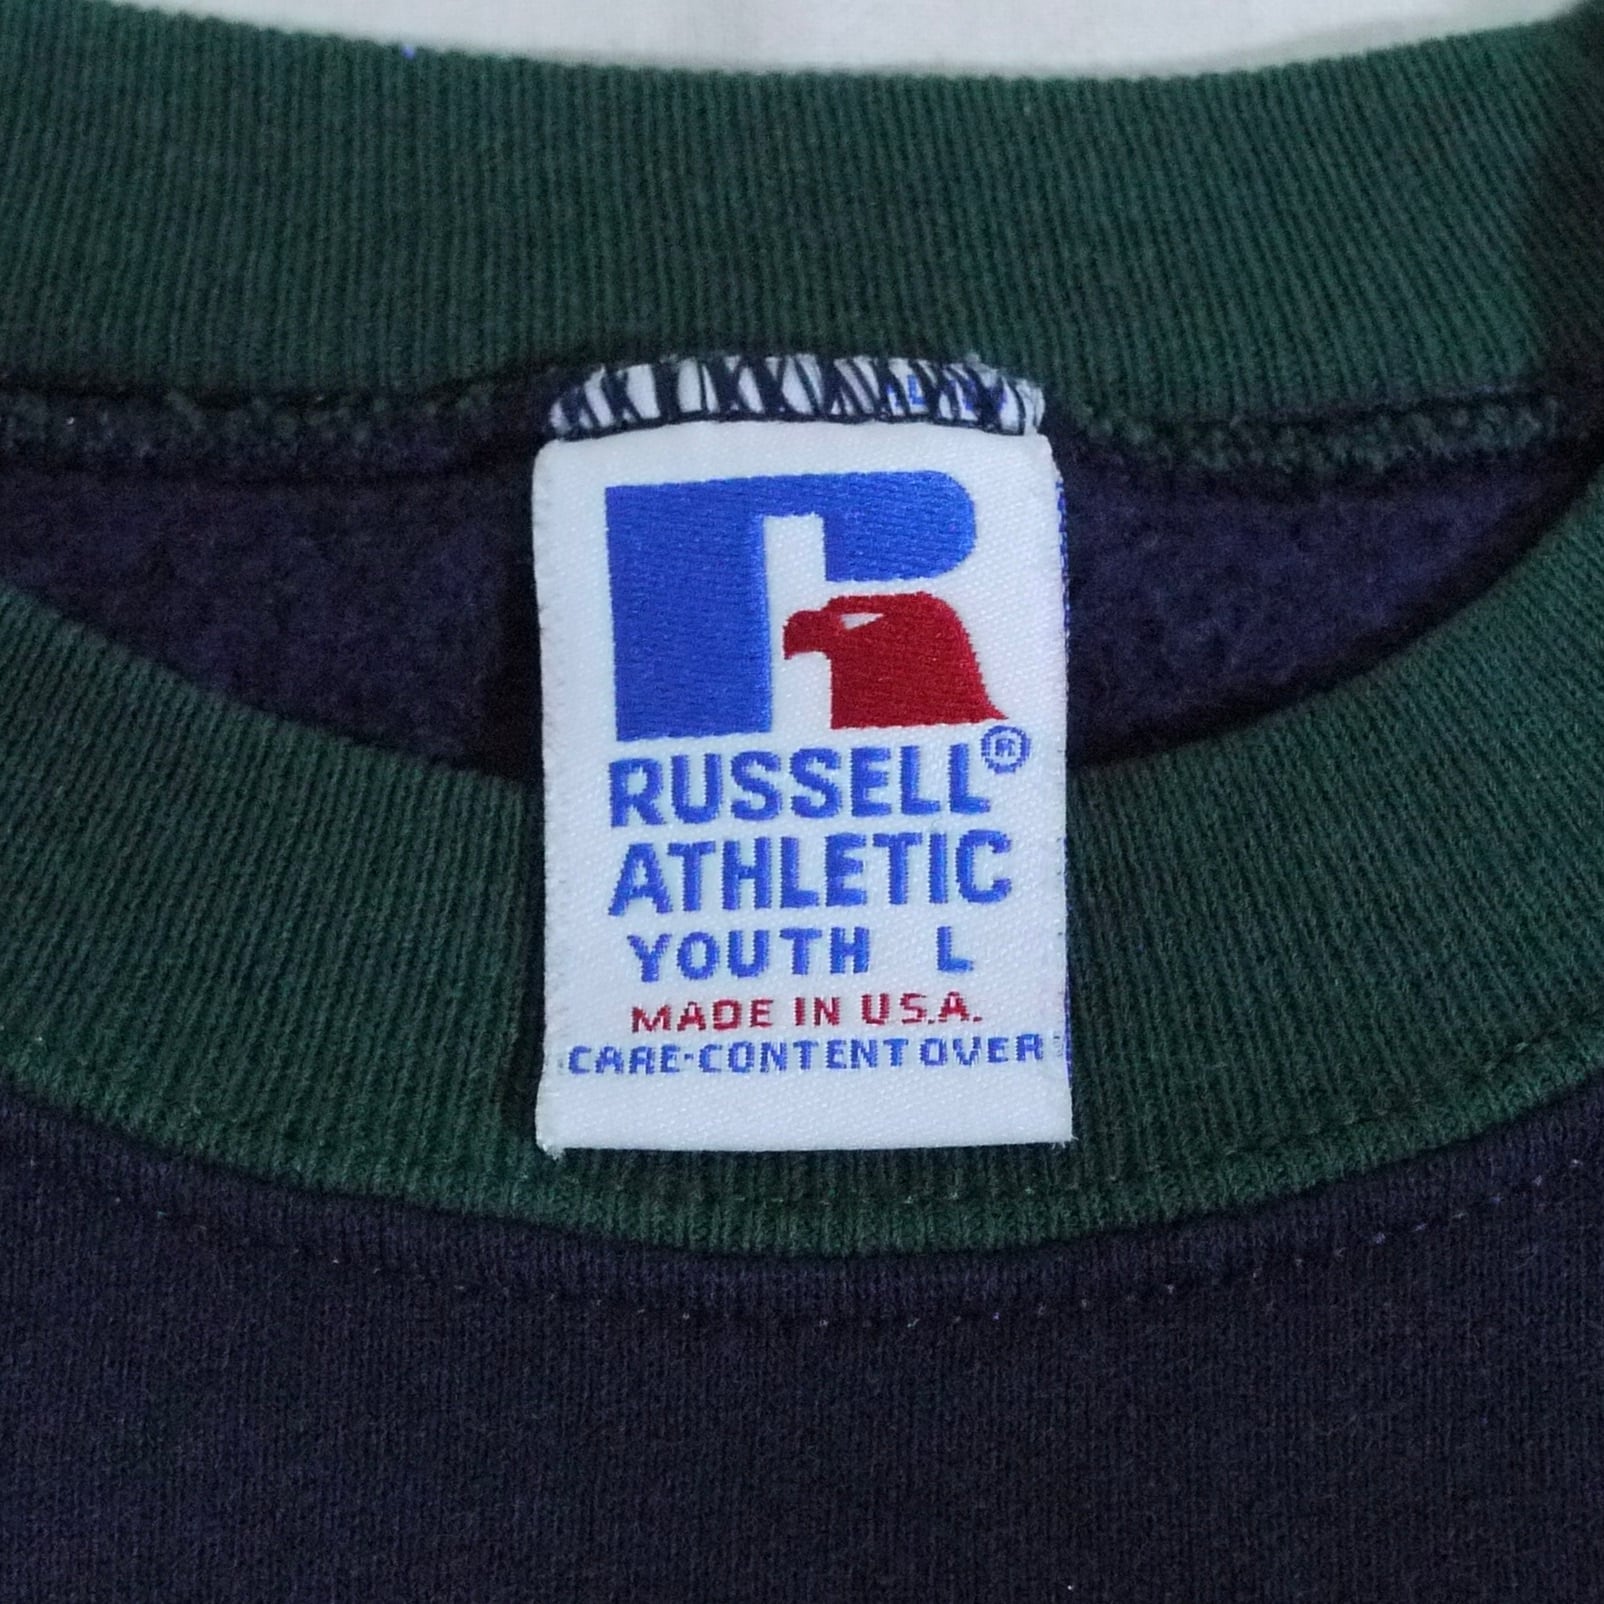 RUSSELL®
ATHLETIC
YOUTH L
MADE IN U.S.A.
CARE-CONTENT OVER